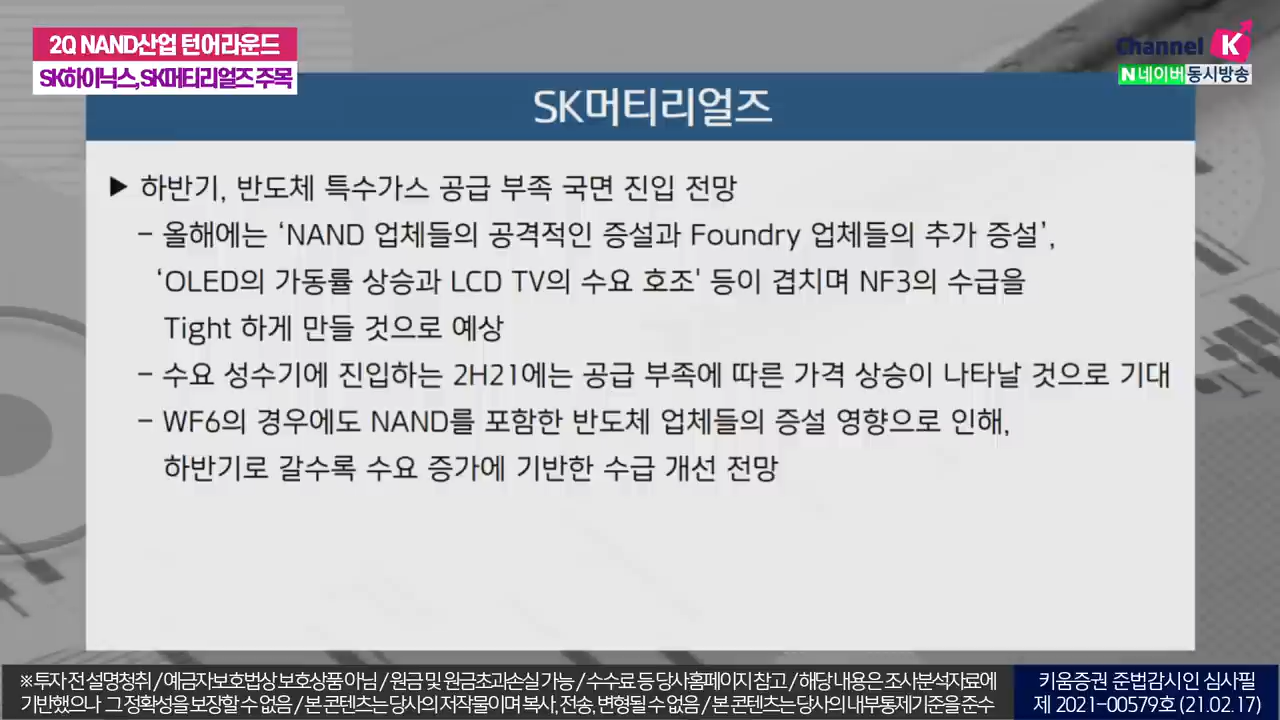 2Q NAND산업 턴어라운드
SK하이닉스, SK머티리얼즈 주목
Channel K
N 네이버 동시방송
SK머티리얼즈
▶ 하반기, 반도체 특수가스 공급 부족 국면 진입 전망
- 올해에는 ‘NAND 업체들의 공격적인 증설과 Foundry 업체들의 추가 증설’,
‘OLED의 가동률 상승과 LCD TV의 수요 호조' 등이 겹치며 NF3의 수급을
Tight 하게 만들 것으로 예상
- 수요 성수기에 진입하는 2H21에는 공급 부족에 따른 가격 상승이 나타날 것으로 기대
- WF6의 경우에도 NAND를 포함한 반도체 업체들의 증설 영향으로 인해,
하반기로 갈수록 수요 증가에 기반한 수급 개선 전망
※ 투자 전 설명청취 / 예금자보호법상 보호상품 아님 / 원금 및 원금초과손실 가능 / 수수료 등 당사홈페이지 참고 / 해당 내용은 조사분석자료에
기반했으나 그 정확성을 보장할 수 없음 / 본 콘텐츠는 당사의 저작물이며 복사, 전송, 변형될 수 없음 / 본 콘텐츠는 당사의 내부통제기준을 준수
키움증권 준법감시인 심사필
제 2021-00579호 (21.02.17)